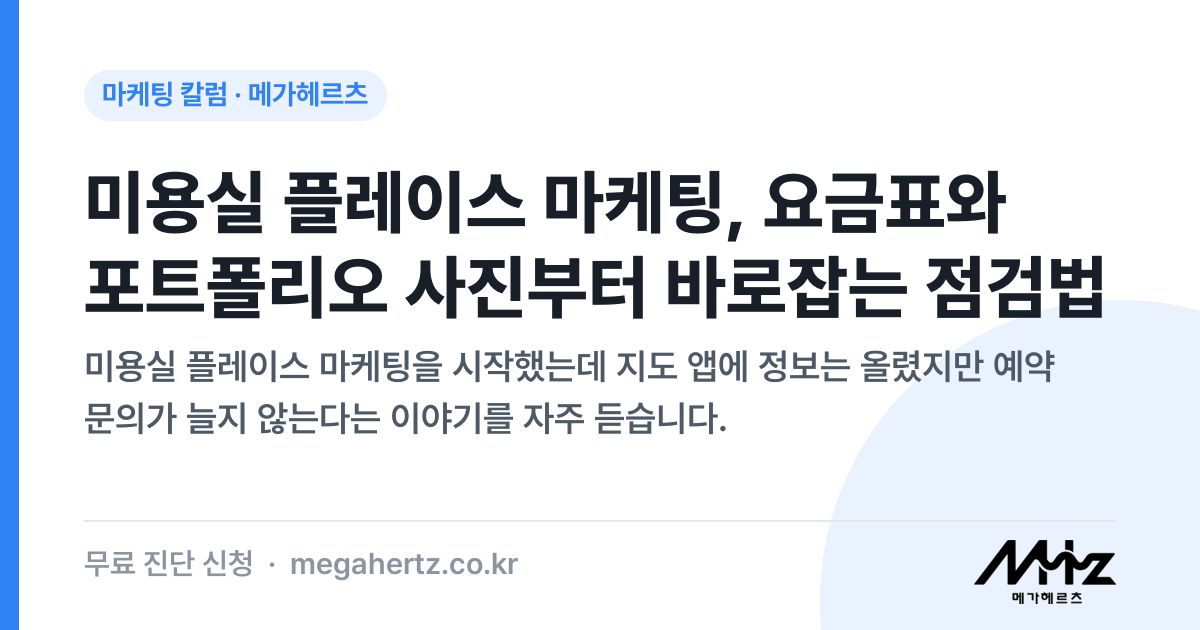 마케팅 칼럼 · 메가헤르츠
미용실 플레이스 마케팅, 요금표와
포트폴리오 사진부터 바로잡는 점검법
미용실 플레이스 마케팅을 시작했는데 지도 앱에 정보는 올렸지만 예약
문의가 늘지 않는다는 이야기를 자주 듣습니다.
무료 진단 신청 · megahertz.co.kr
MHz
메가헤르츠